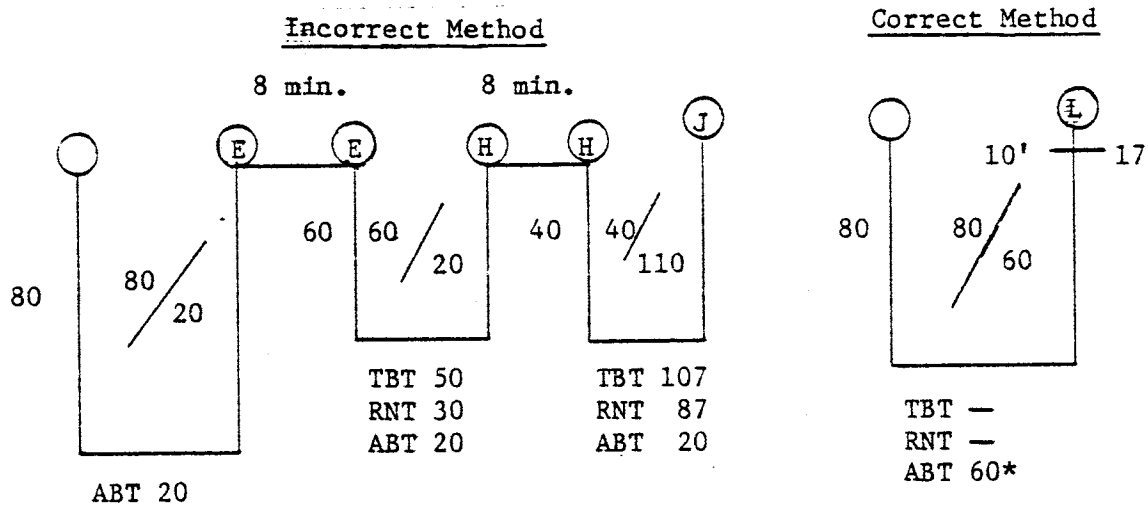 Incorrect Method
Correct Method
8 min.
8 min.
E
E
H
H
J
L
10'
17
80
80
20
60
60
20
40
40
110
80
80
60
TBT 50
RNT 30
ABT 20
TBT 107
RNT 87
ABT 20
TBT —
RNT —
ABT 60*
ABT 20